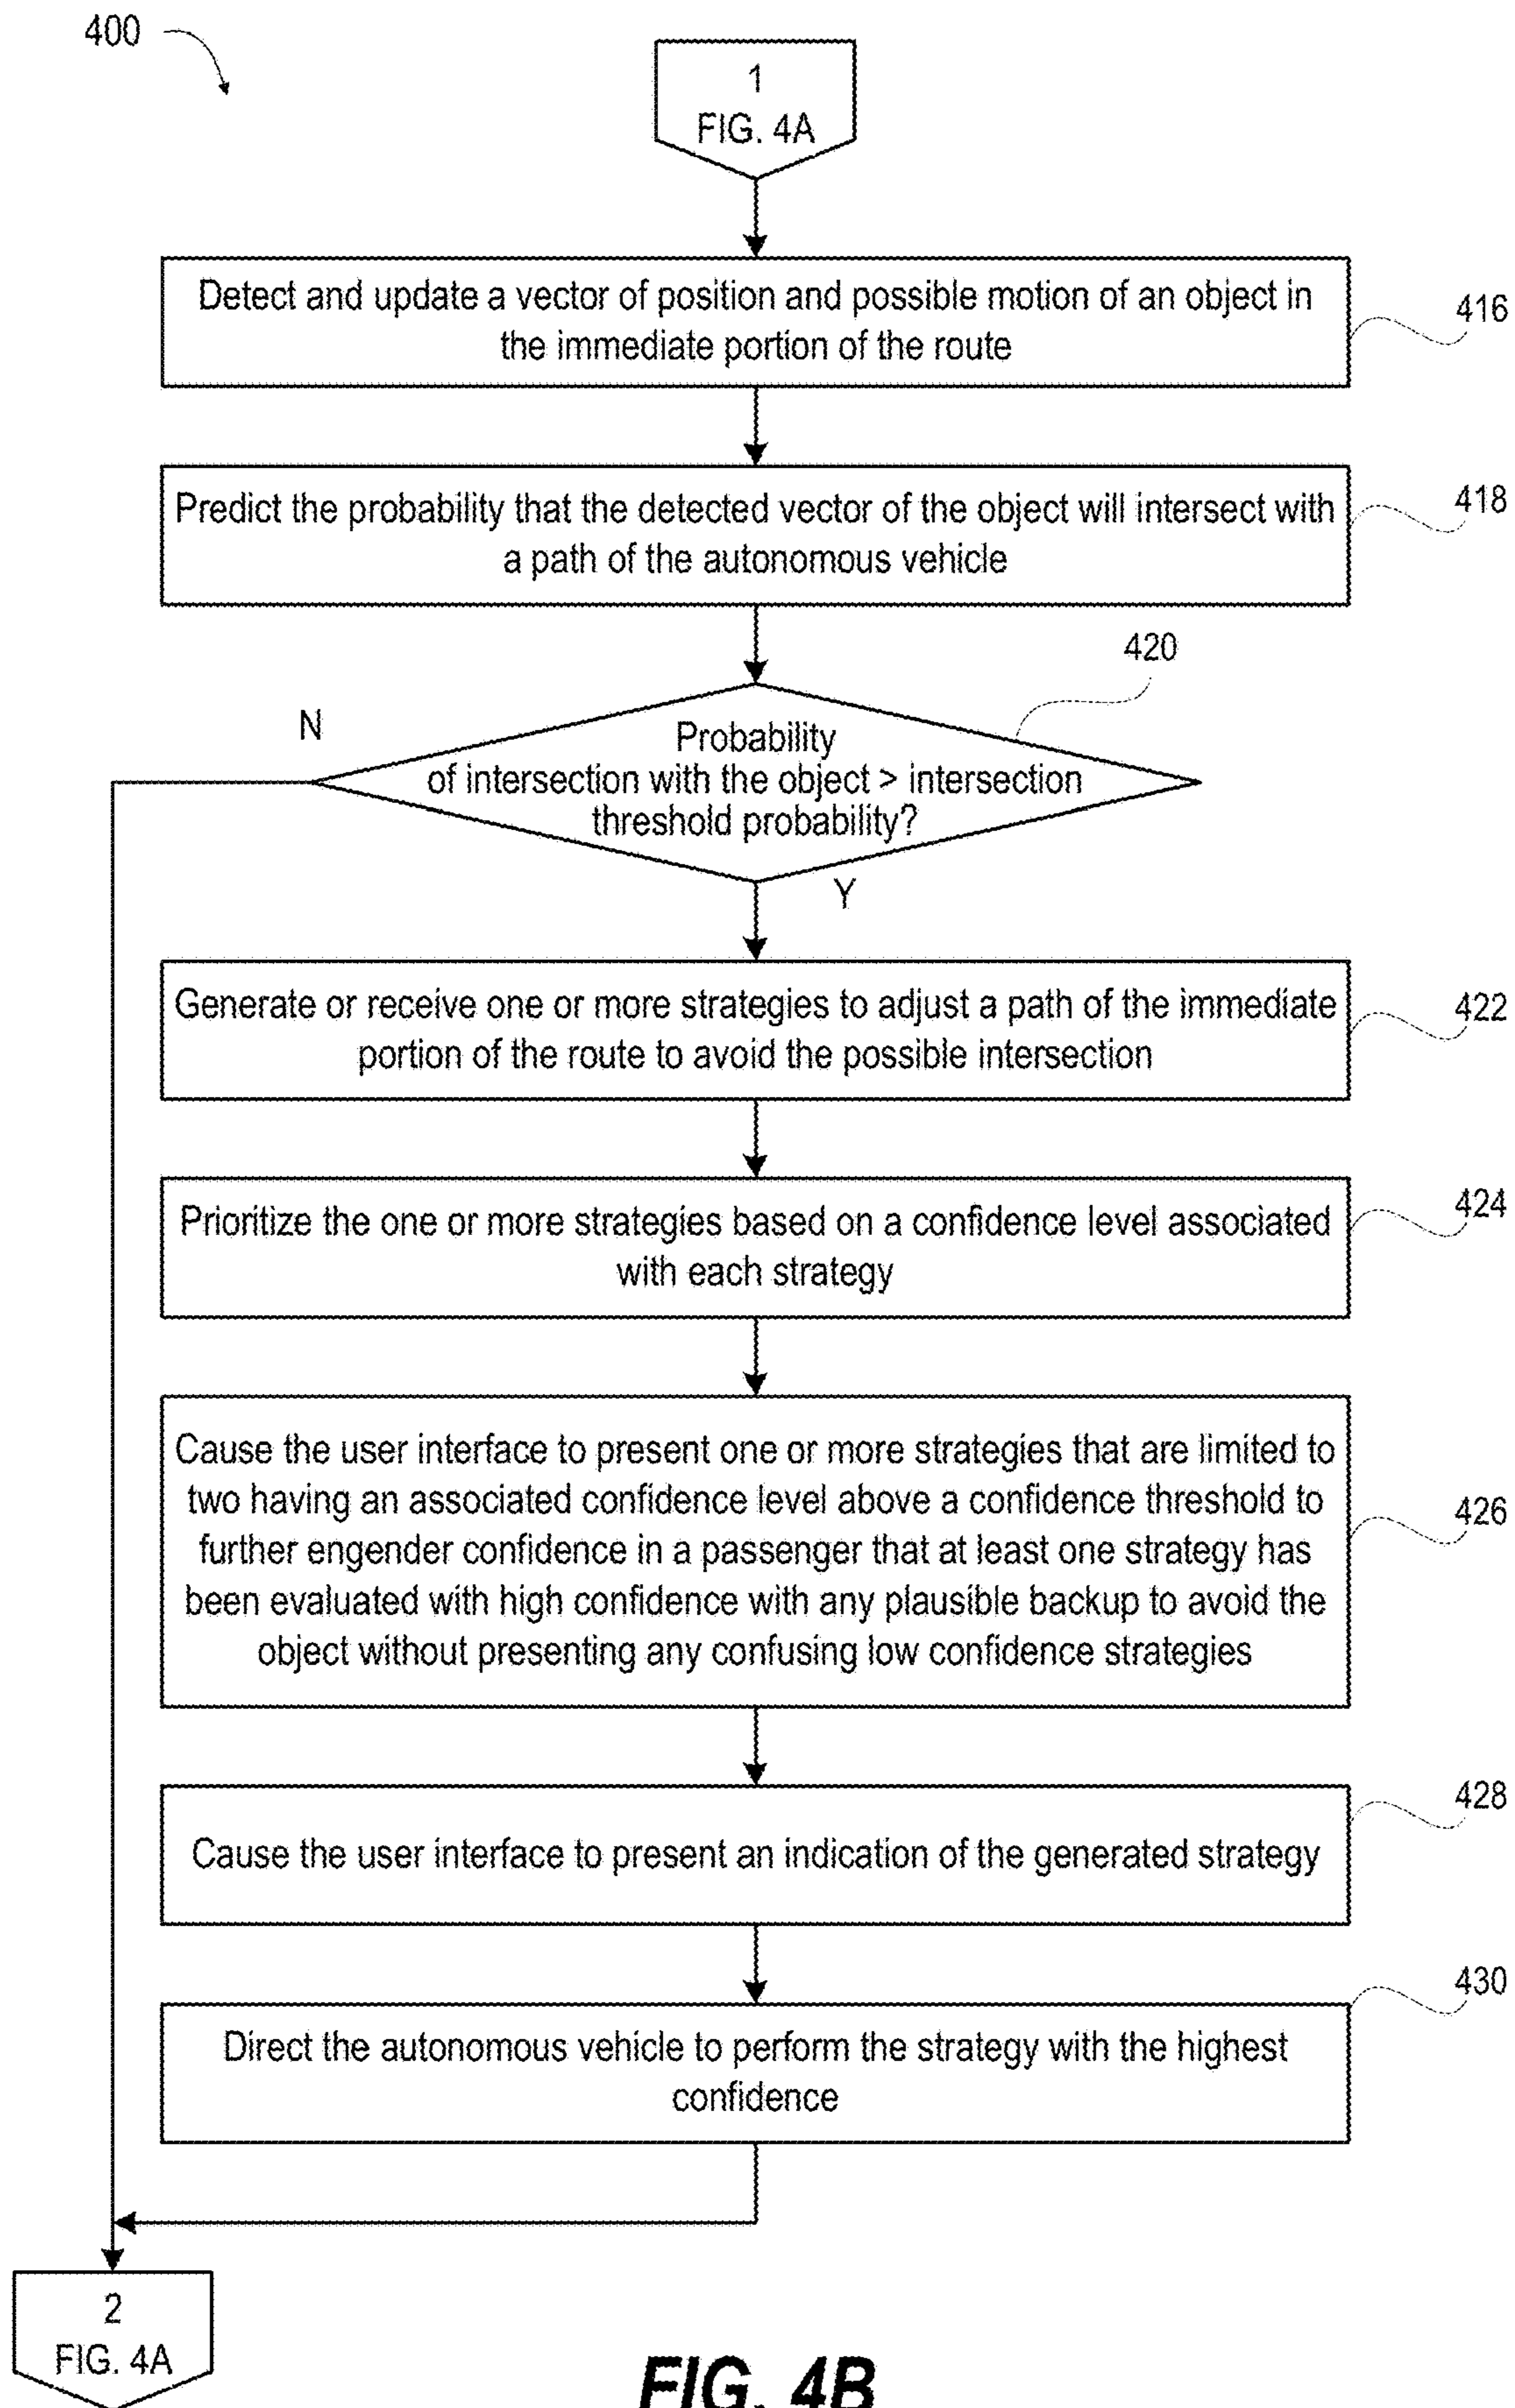 400
1
FIG. 4A
Detect and update a vector of position and possible motion of an object in
the immediate portion of the route
416
Predict the probability that the detected vector of the object will intersect with
a path of the autonomous vehicle
418
420
N
Probability
of intersection with the object > intersection
threshold probability?
Y
Generate or receive one or more strategies to adjust a path of the immediate
portion of the route to avoid the possible intersection
422
Prioritize the one or more strategies based on a confidence level associated
with each strategy
424
Cause the user interface to present one or more strategies that are limited to
two having an associated confidence level above a confidence threshold to
further engender confidence in a passenger that at least one strategy has
been evaluated with high confidence with any plausible backup to avoid the
object without presenting any confusing low confidence strategies
426
Cause the user interface to present an indication of the generated strategy
428
Direct the autonomous vehicle to perform the strategy with the highest
confidence
430
2
FIG. 4A
FIG. 4B